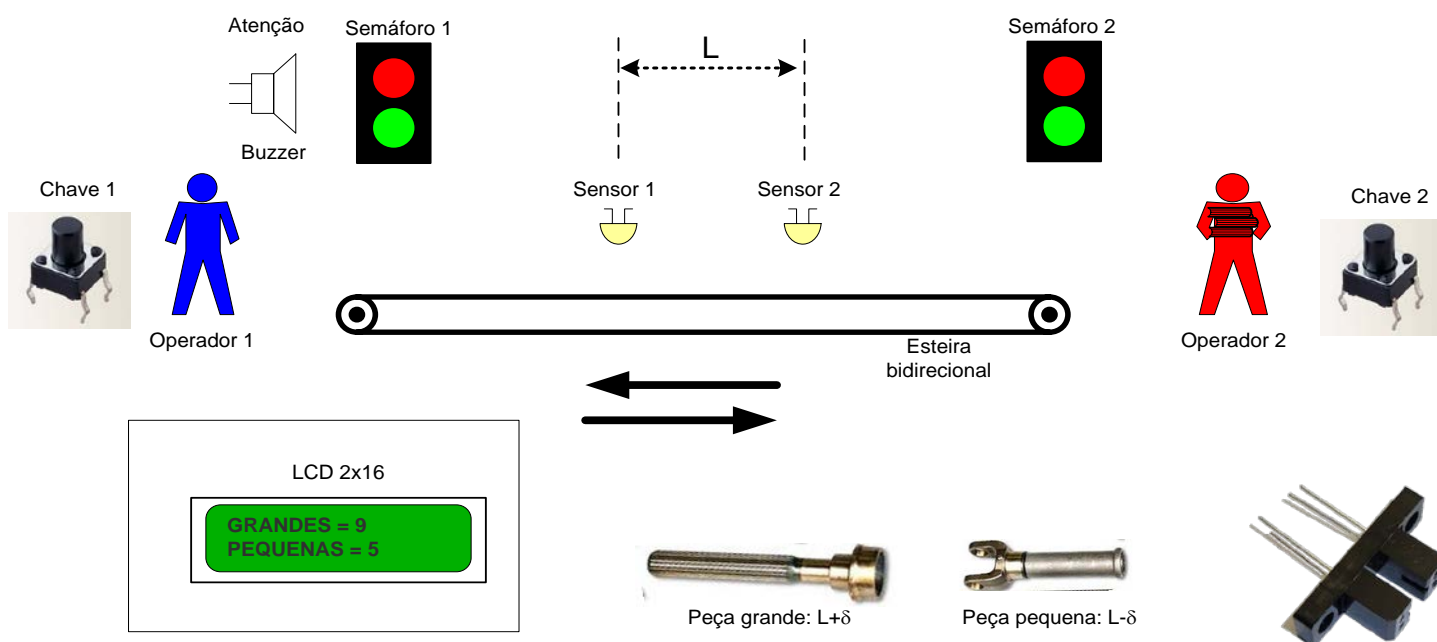 Atenção
Semáforo 1
Semáforo 2
L
Buzzer
Chave 1
Sensor 1
Sensor 2
Chave 2
Operador 1
Operador 2
Esteira
bidirecional
LCD 2x16
GRANDES = 9
PEQUENAS = 5
Peça grande: L+δ
Peça pequena: L-δ